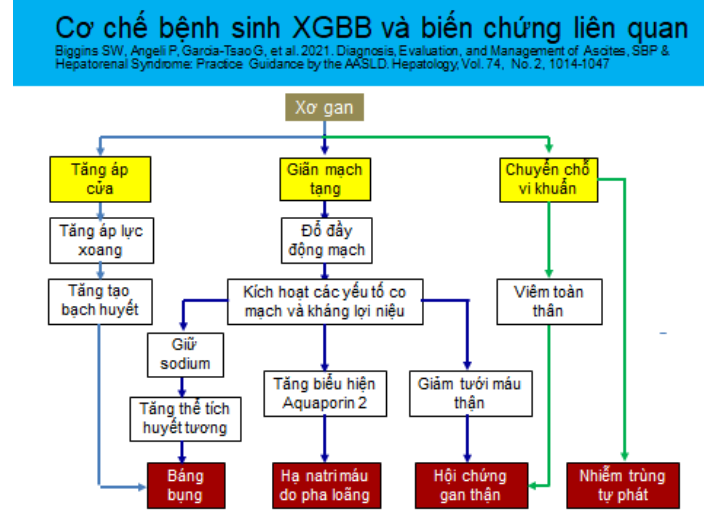 Cơ chế bệnh sinh XGBB và biến chứng liên quan
Biggins SW, Angeli P, Garcia-Tsao G, et al. 2021. Diagnosis, Evaluation, and Management of Ascites, SBP &
Hepatorenal Syndrome: Practice Guidance by the AASLD. Hepatology, Vol. 74, No. 2, 1014-1047
Xơ gan
Tăng áp
cửa
Giãn mạch
tạng
Chuyển chỗ
vi khuẩn
Tăng áp lực
xoang
Đổ đầy
động mạch
Tăng tạo
bạch huyết
Kích hoạt các yếu tố co
mạch và kháng lợi niệu
Viêm toàn
thân
Giữ
sodium
Tăng biểu hiện
Aquaporin 2
Giảm tưới máu
thận
Tăng thể tích
huyết tương
Báng
bụng
Hạ natri máu
do pha loãng
Hội chứng
gan thận
Nhiễm trùng
tự phát